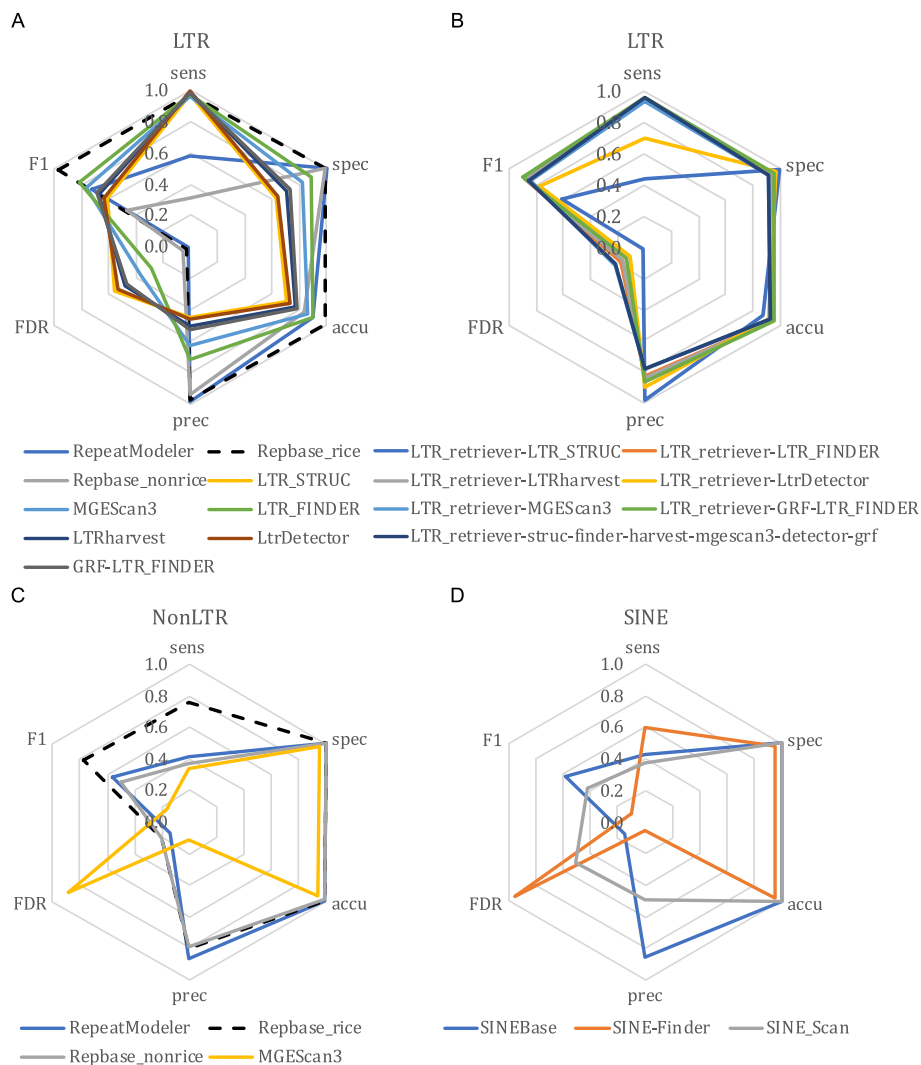 A
LTR
sens
1.0
0.8
0.6
0.4
0.2
0.0
F1
spec
FDR
accu
prec
RepeatModeler
Repbase_rice
Repbase_nonrice
LTR_STRUC
MGEScan3
LTR_FINDER
LTRharvest
LtrDetector
GRF-LTR_FINDER
B
LTR
sens
1.0
0.8
0.6
0.4
0.2
0.0
F1
spec
FDR
accu
prec
LTR_retriever-LTR_STRUC
LTR_retriever-LTR_FINDER
LTR_retriever-LTRharvest
LTR_retriever-LtrDetector
LTR_retriever-MGEScan3
LTR_retriever-GRF-LTR_FINDER
LTR_retriever-struc-finder-harvest-mgescan3-detector-grf
C
NonLTR
sens
1.0
0.8
0.6
0.4
0.2
0.0
F1
spec
FDR
accu
prec
RepeatModeler
Repbase_rice
Repbase_nonrice
MGEScan3
D
SINE
sens
1.0
0.8
0.6
0.4
0.2
0.0
F1
spec
FDR
accu
prec
SINEBase
SINE-Finder
SINE_Scan